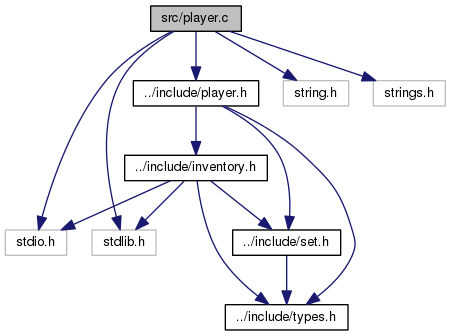 src/player.c
../include/player.h
string.h
strings.h
../include/inventory.h
stdio.h
stdlib.h
../include/set.h
../include/types.h